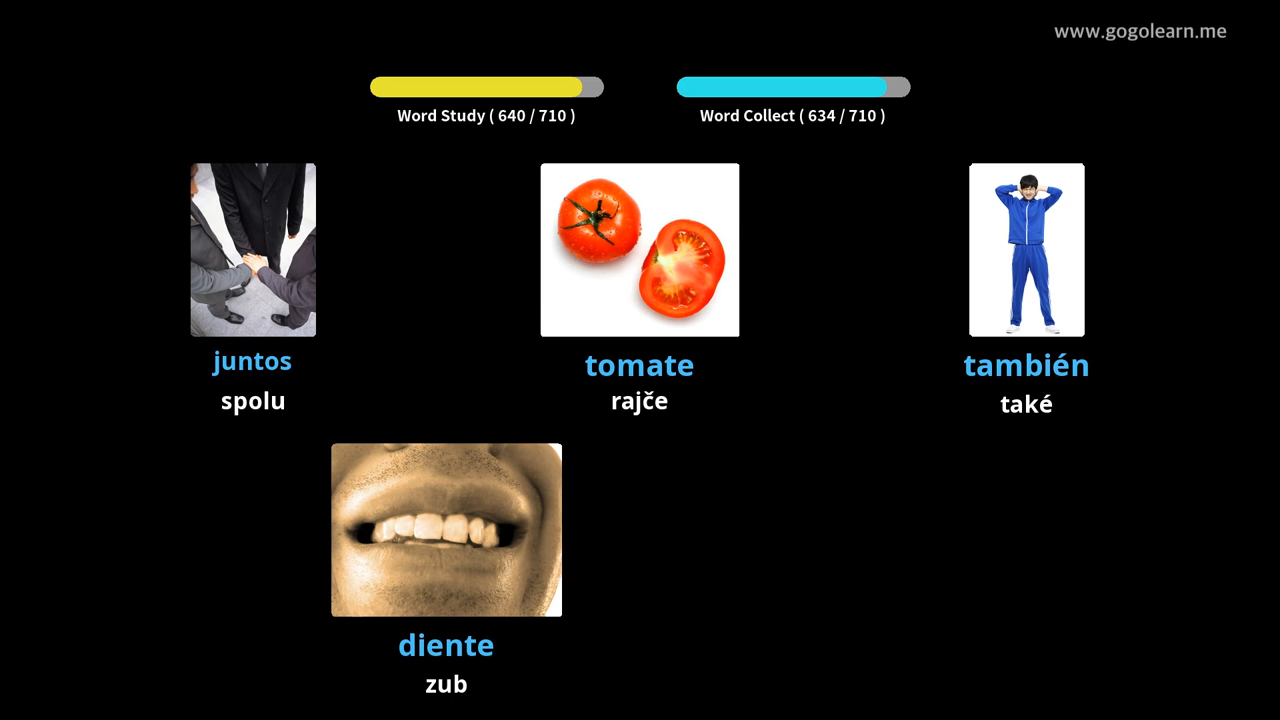 www.gogolearn.me
Word Study ( 640 / 710 )
Word Collect ( 634 / 710 )
juntos
spolu
tomate
rajče
también
také
diente
zub